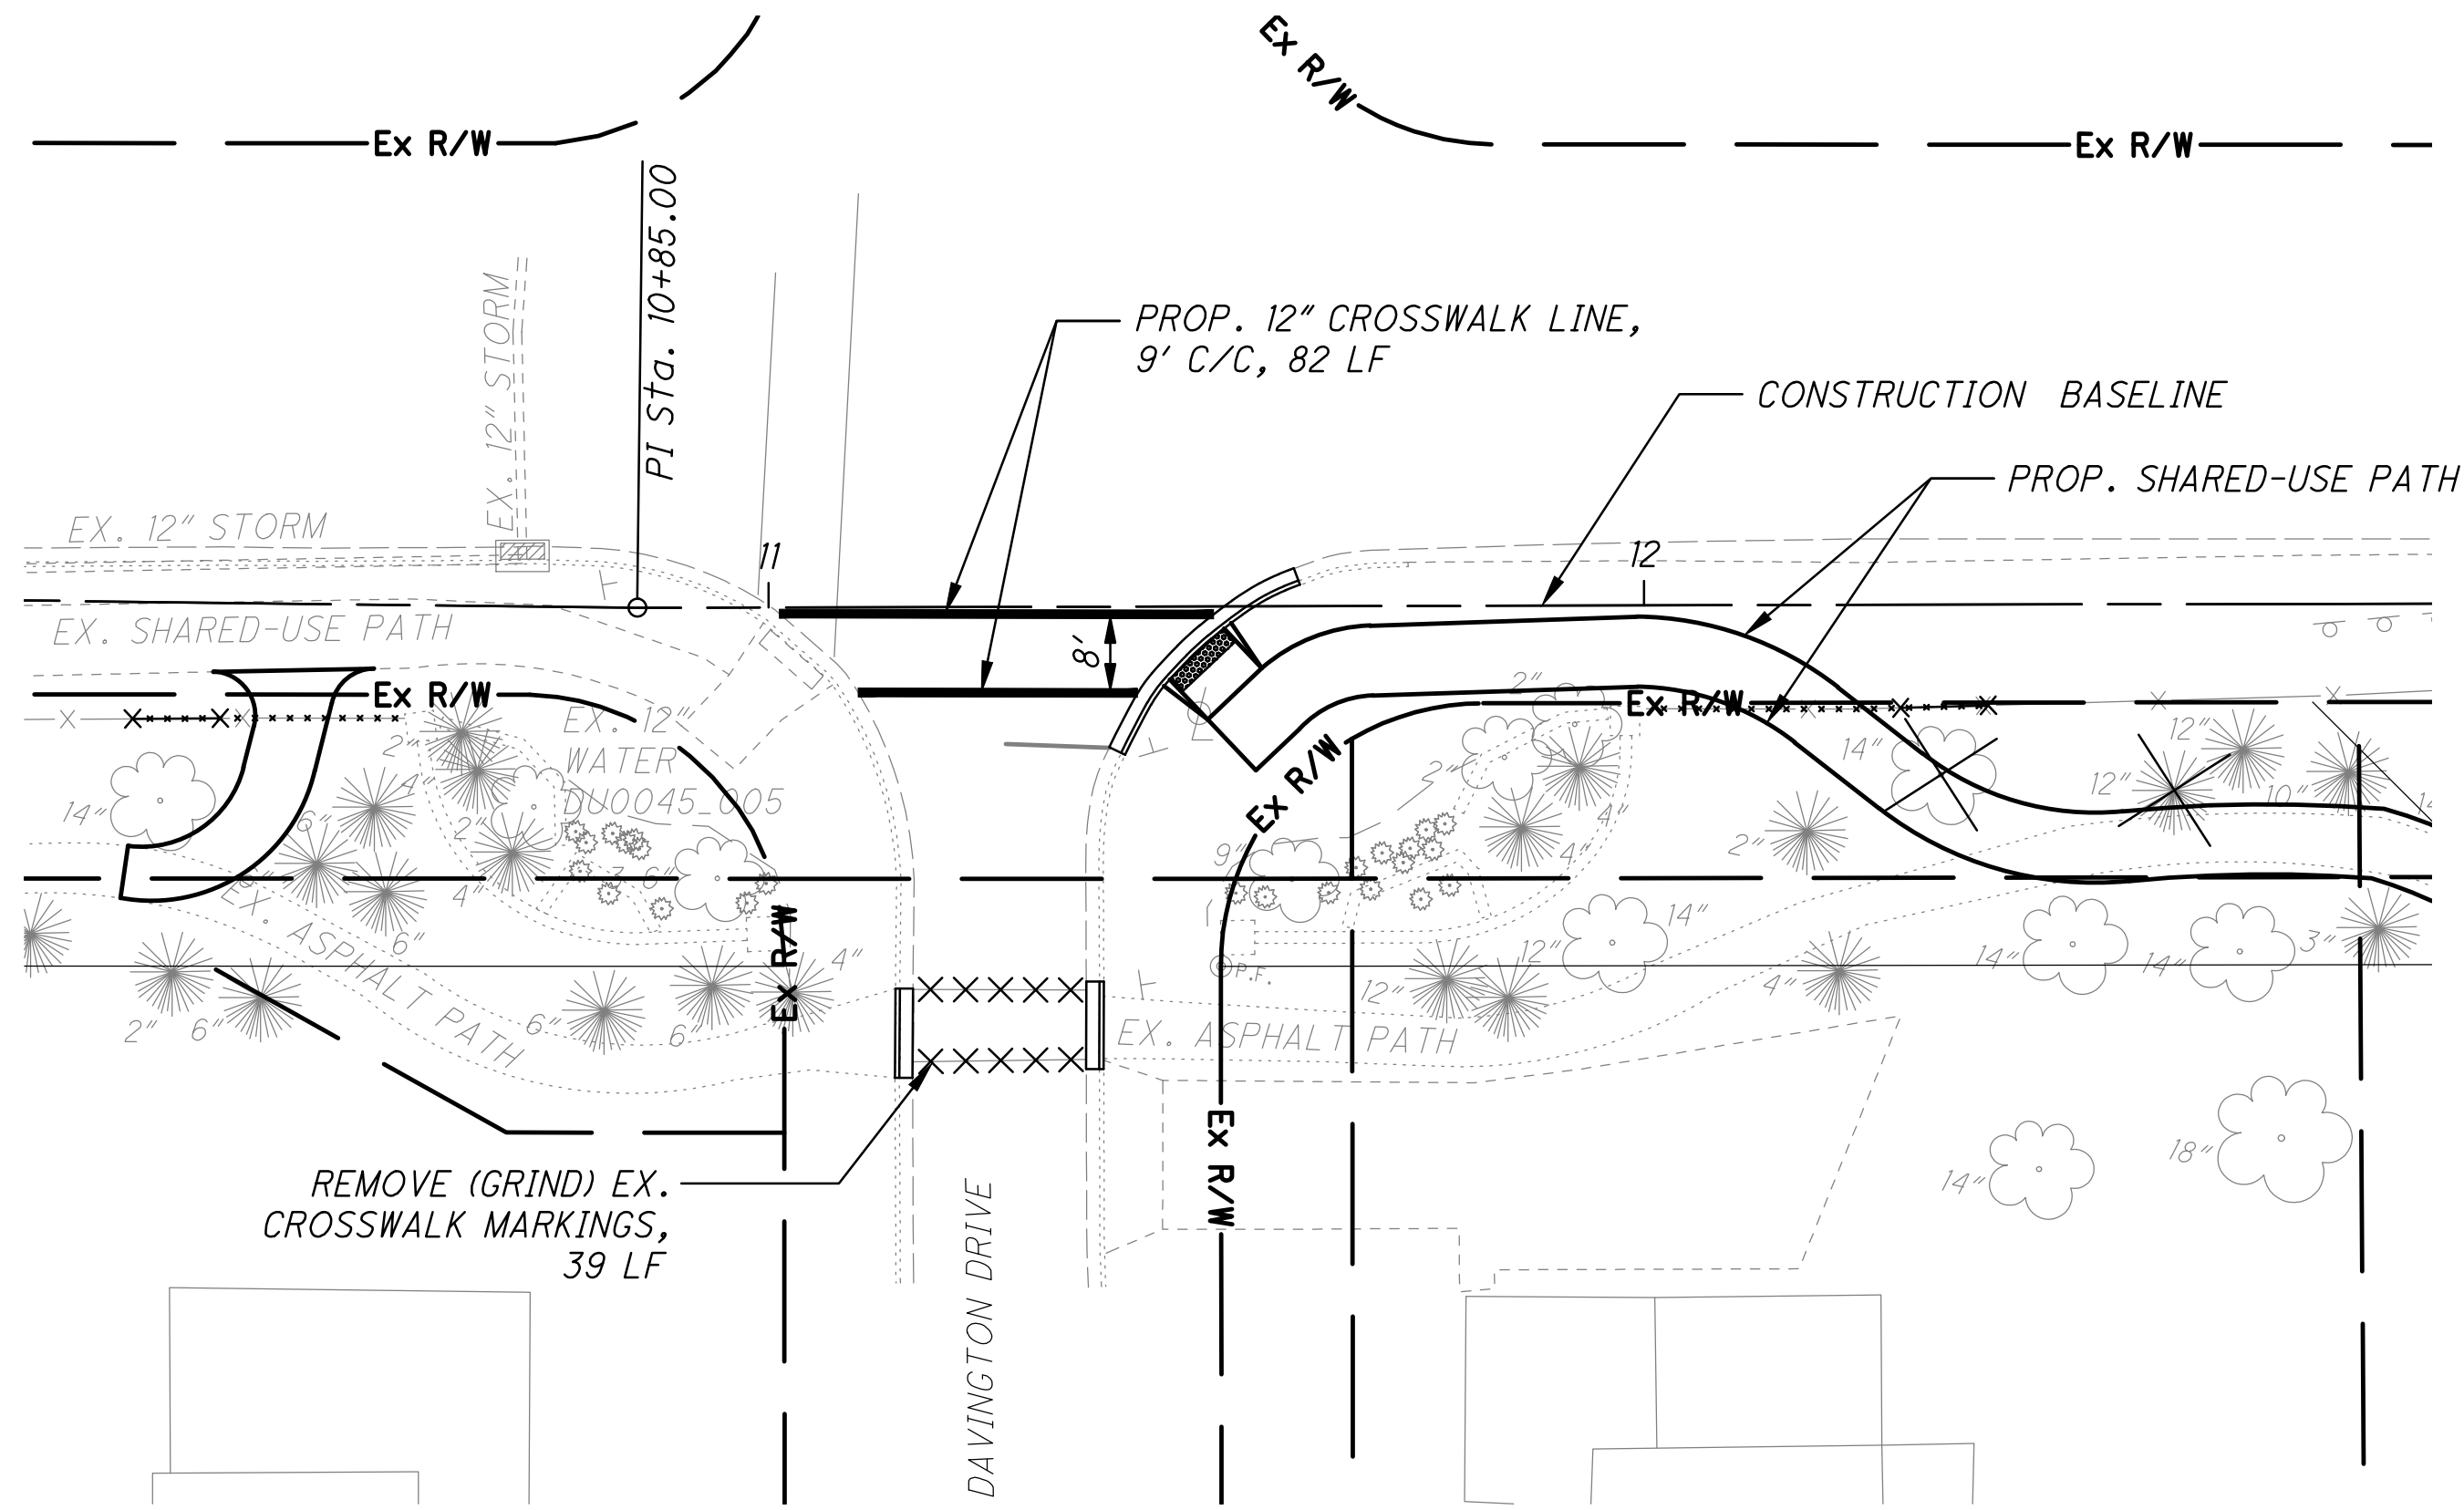 Ex R/W
Ex R/W
Ex R/W
PI Sta. 10+85.00
EX. 12" STORM
PROP. 12" CROSSWALK LINE,
9' C/C, 82 LF
CONSTRUCTION BASELINE
PROP. SHARED-USE PATH
EX. 12" STORM
11
12
EX. SHARED-USE PATH
8'
Ex R/W
EX. 12"
WATER
DU0045_005
2"
Ex R/W
12"
14"
2"
4"
14"
6"
2"
Ex R/W
2"
4"
12"
10"
14"
9"
4"
2"
3
6"
4"
EX. ASPHALT PATH
6"
Ex R/W
4"
14"
12"
P.F.
14"
14"
3"
2"
6"
6"
6"
12"
4"
EX. ASPHALT PATH
Ex R/W
REMOVE (GRIND) EX.
CROSSWALK MARKINGS,
39 LF
DAVINGTON DRIVE
14"
18"